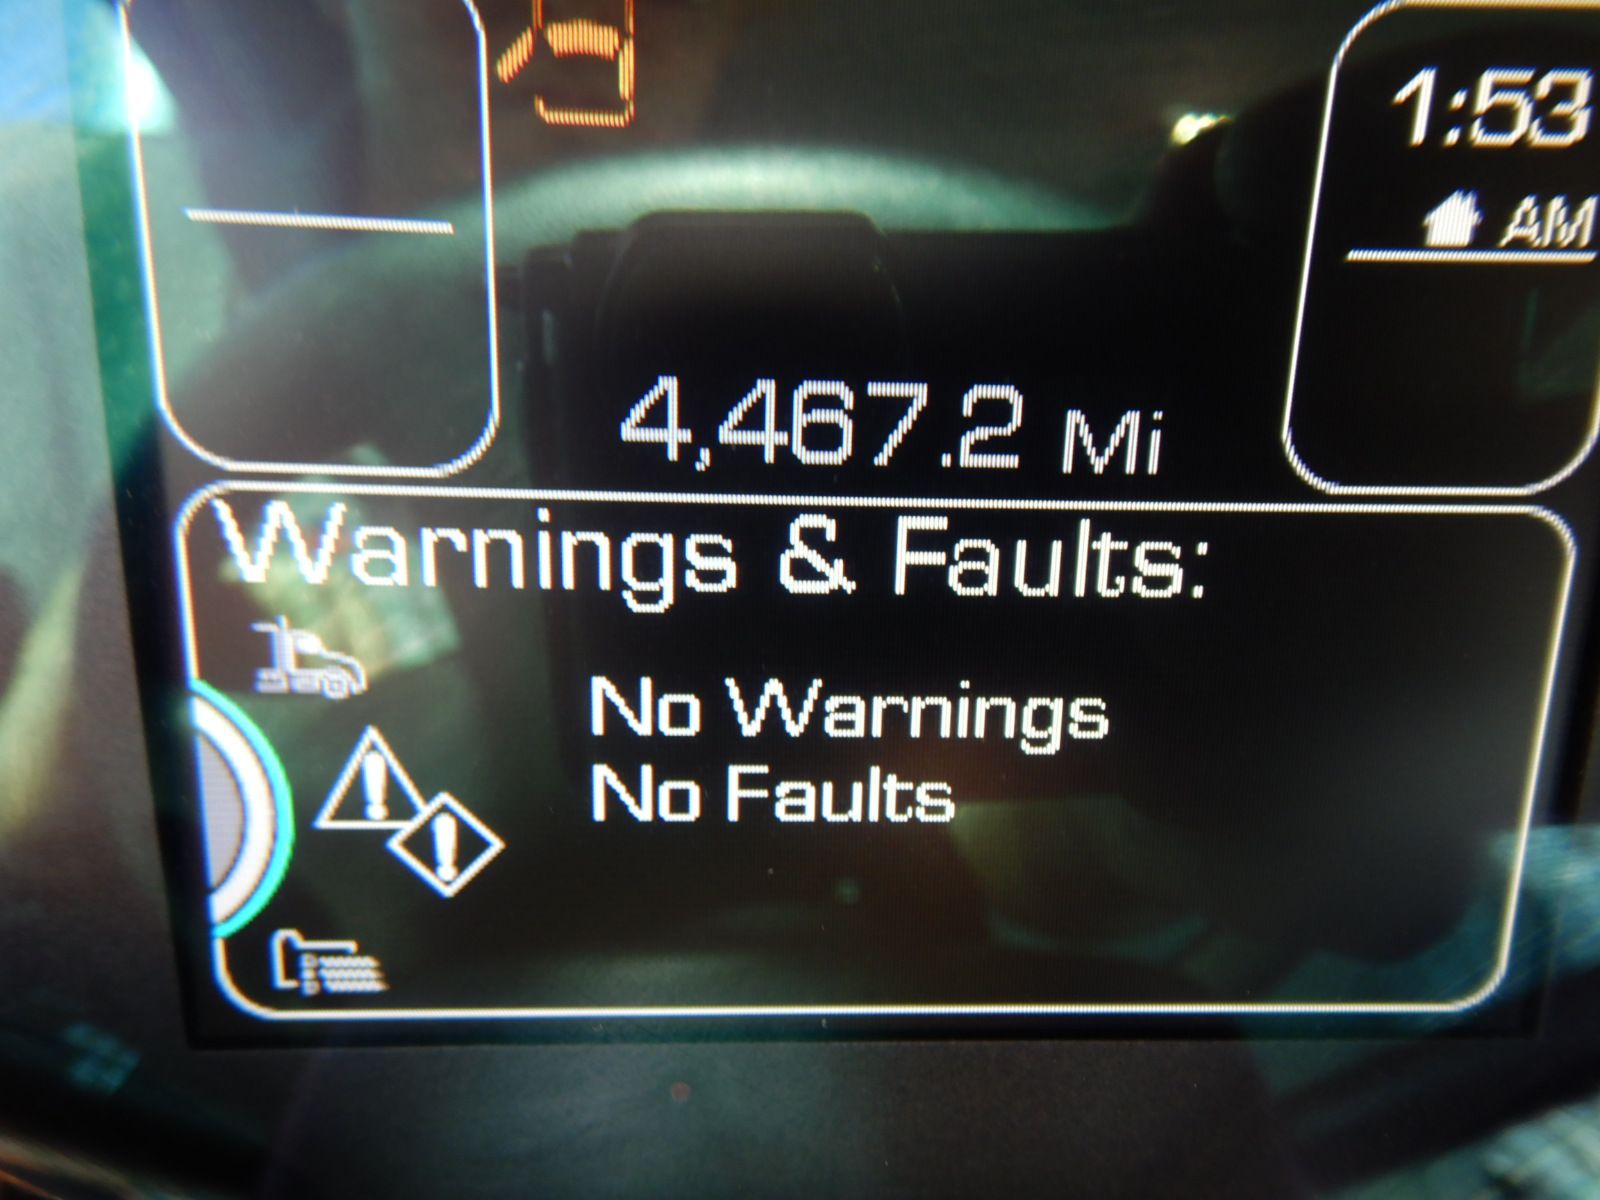 1:53
AM
4,467.2 Mi
Warnings & Faults:
No Warnings
No Faults